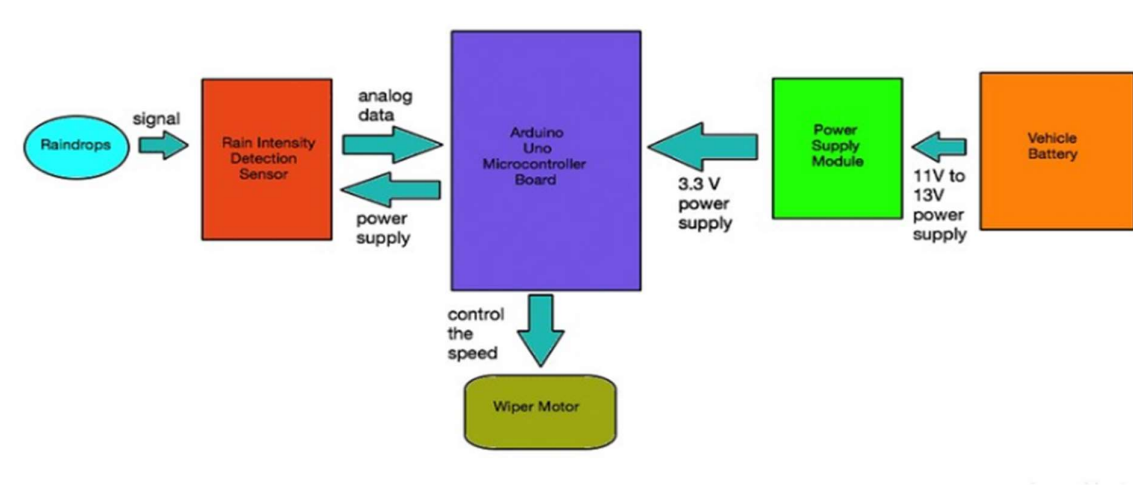 Raindrops
signal
Rain Intensity
Detection
Sensor
analog
data
power
supply
Arduino
Uno
Microcontroller
Board
3.3 V
power
supply
Power
Supply
Module
11V to
13V
power
supply
Vehicle
Battery
control
the
speed
Wiper Motor